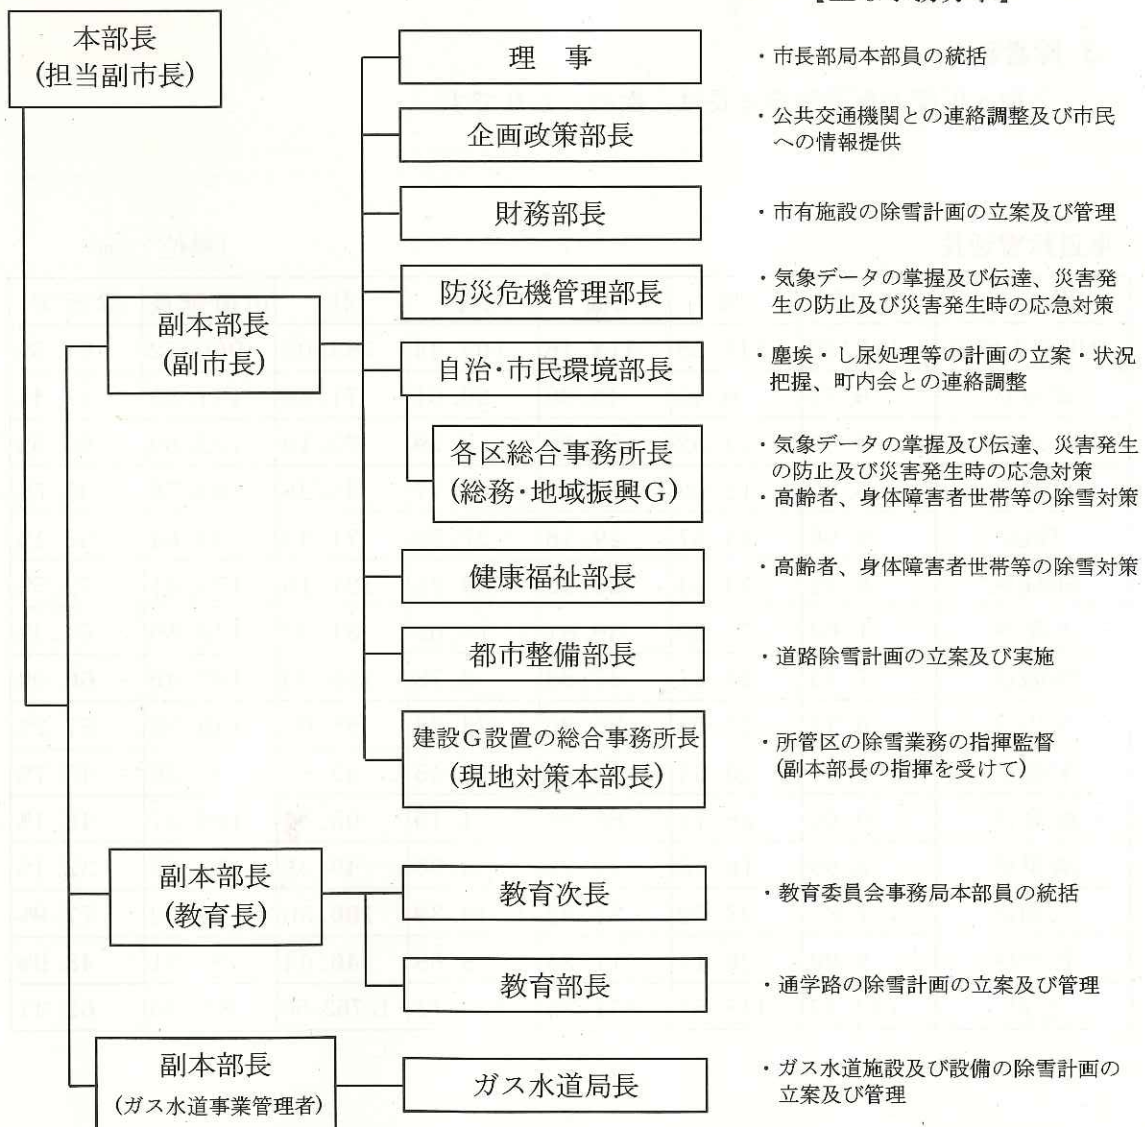 本部長
(担当副市長)
理 事
・市長部局本部員の統括
企画政策部長
・公共交通機関との連絡調整及び市民
への情報提供
財務部長
・市有施設の除雪計画の立案及び管理
副本部長
(副市長)
防災危機管理部長
・気象データの掌握及び伝達、災害発
生の防止及び災害発生時の応急対策
自治・市民環境部長
・塵埃・し尿処理等の計画の立案・状況
把握、町内会との連絡調整
各区総合事務所長
(総務・地域振興G)
・気象データの掌握及び伝達、災害発生
の防止及び災害発生時の応急対策
・高齢者、身体障害者世帯等の除雪対策
健康福祉部長
・高齢者、身体障害者世帯等の除雪対策
都市整備部長
・道路除雪計画の立案及び実施
建設G設置の総合事務所長
(現地対策本部長)
・所管区の除雪業務の指揮監督
(副本部長の指揮を受けて)
副本部長
(教育長)
教育次長
・教育委員会事務局本部員の統括
教育部長
・通学路の除雪計画の立案及び管理
副本部長
(ガス水道事業管理者)
ガス水道局長
・ガス水道施設及び設備の除雪計画の
立案及び管理